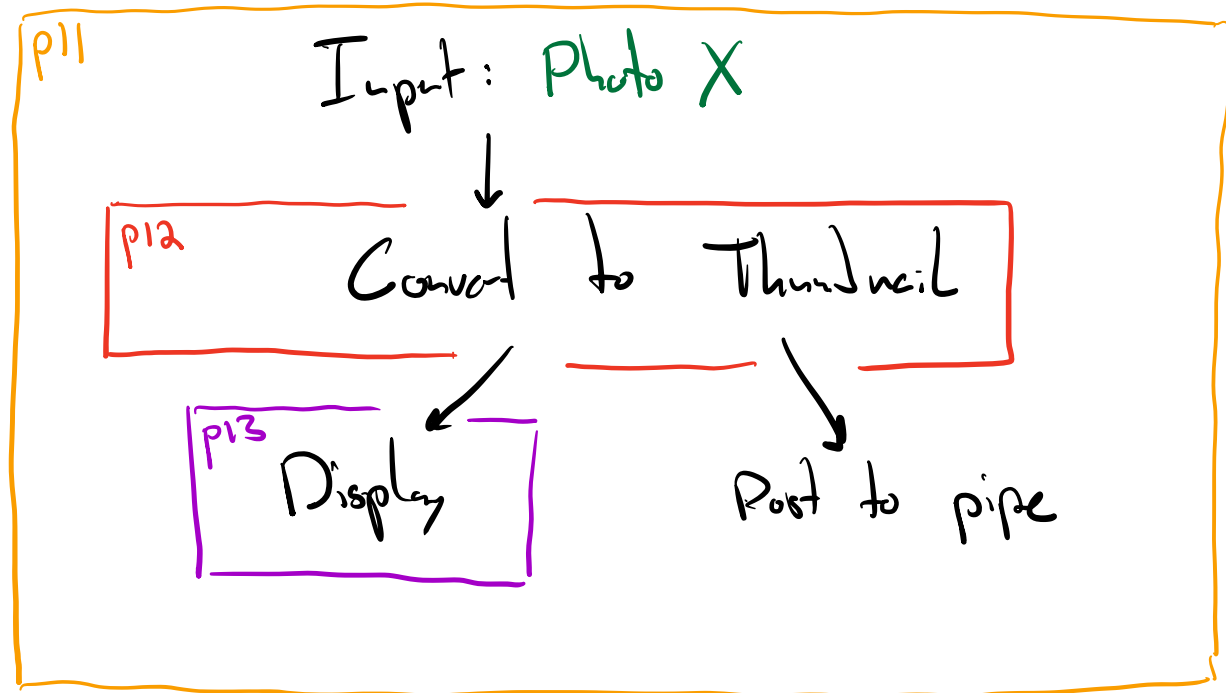 p11
Input: Photo X
p12
Convert to Thumbnail
p13
Display
Post to pipe